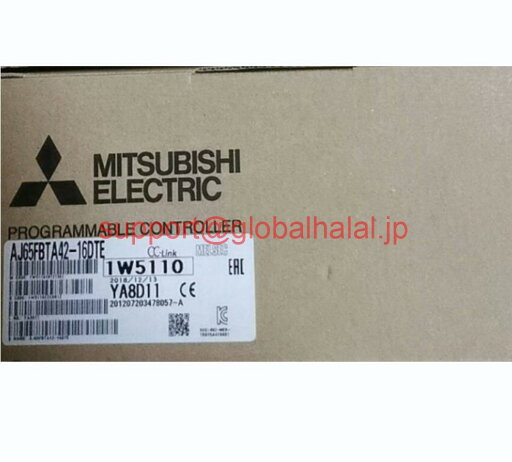 MITSUBISHI
ELECTRIC
PROGRAMMABLE CONTROLLER
support@globalhalal.jp
AJ65FBTA42-16DTE
CC-Link
MELSEC
1W5110
EAC
2018/12/13
YA8D11 CE
201207203478057-A